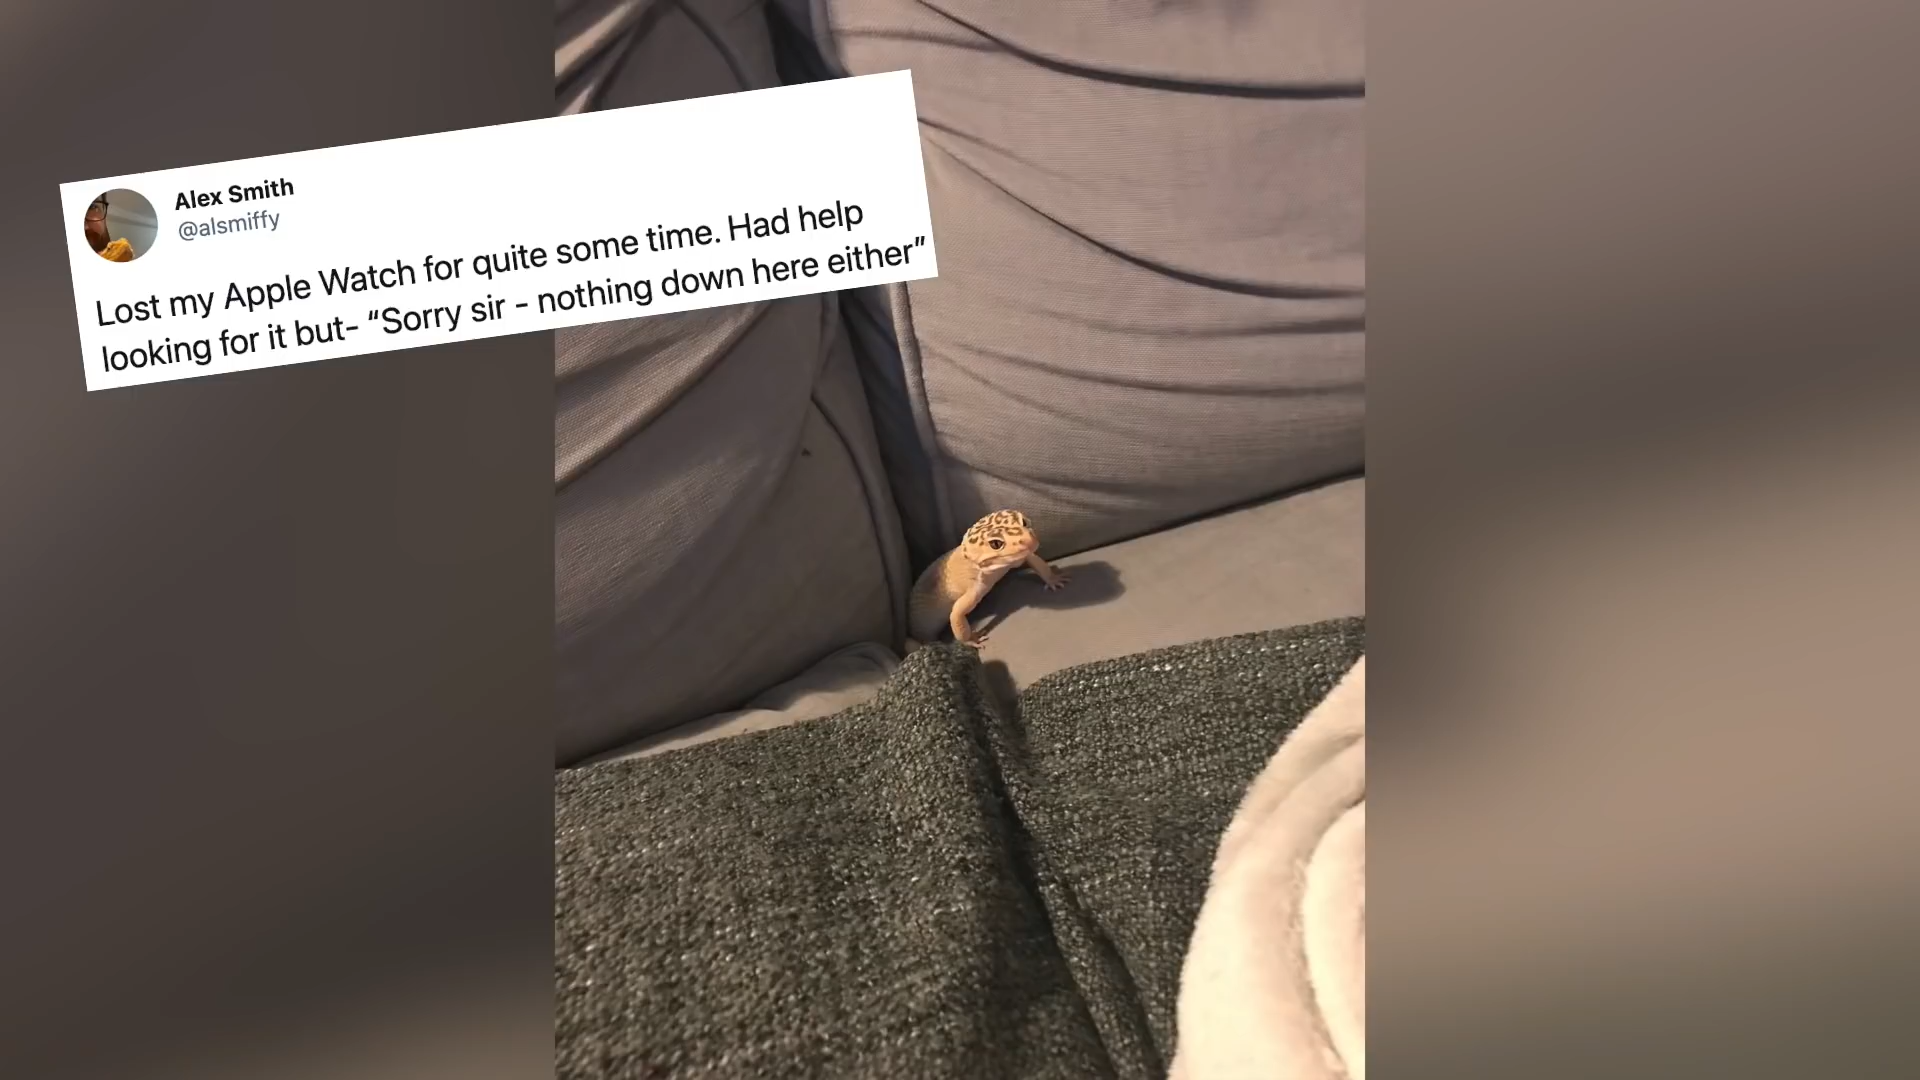 Alex Smith
@alsmiffy
Lost my Apple Watch for quite some time. Had help
looking for it but- “Sorry sir - nothing down here either”